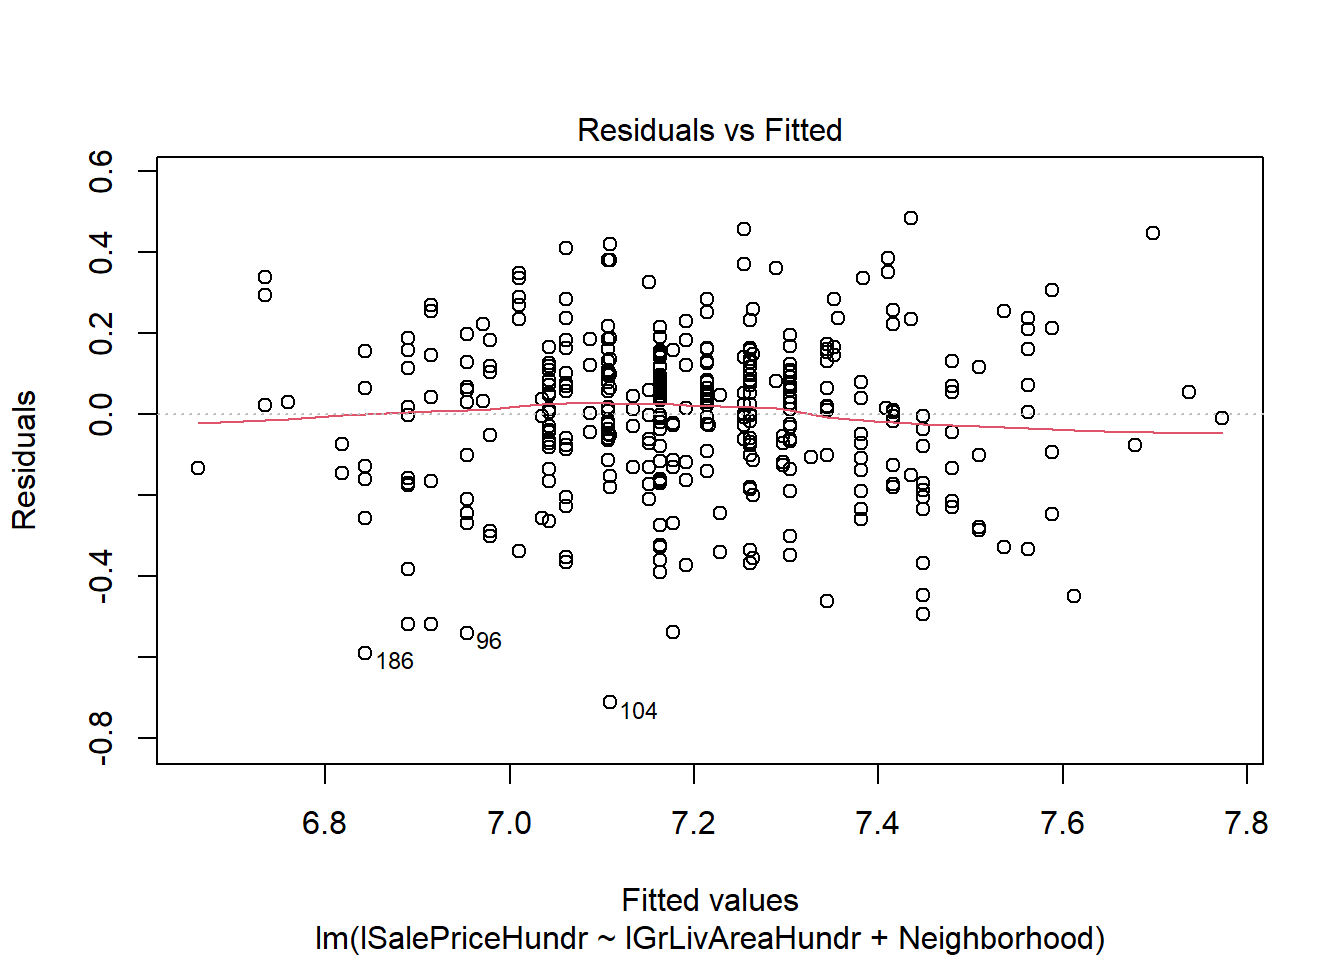 Residuals vs Fitted
Residuals
0.6
0.4
0.2
0.0
-0.4
-0.8
96
186
104
6.8 7.0 7.2 7.4 7.6 7.8
Fitted values
lm(lSalePriceHundr ~ lGrLivAreaHundr + Neighborhood)